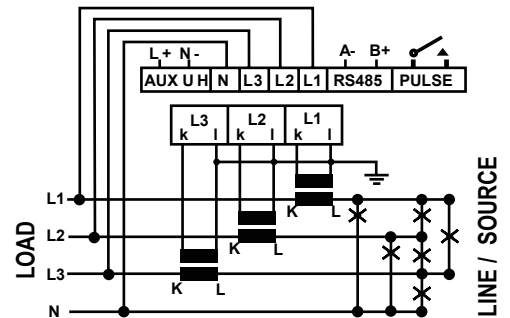 L+ N- A- B+
AUX U H N L3 L2 L1 RS485 PULSE
L3 L2 L1
k l k l k l
L1 K L
L2 K L
L3 K L
N
LOAD
LINE / SOURCE